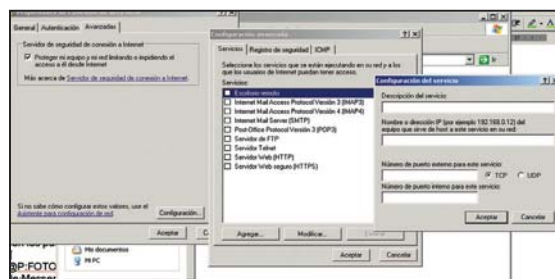 General Autenticación Avanzadas
Servidor de seguridad de conexión a Internet
Proteger mi equipo y mi red limitando o impidiendo el
acceso a él desde Internet
Más acerca de Servidor de seguridad de conexión a Internet.
Si no sabe cómo configurar estos valores, use el
Asistente para configuración de red.
Configuración...
Aceptar
Configuración avanzada
Servicios Registro de seguridad ICMP
Seleccione los servicios que se están ejecutando en su red y a los
que los usuarios de Internet pueden tener acceso.
Servicios:
Escritorio remoto
Internet Mail Access Protocol Versión 3 (IMAP3)
Internet Mail Access Protocol Versión 4 (IMAP4)
Internet Mail Server (SMTP)
Post-Office Protocol Versión 3 (POP3)
Servidor de FTP
Servidor Telnet
Servidor Web (HTTP)
Servidor Web seguro (HTTPS)
Agregar... Modificar... Eliminar
Aceptar Cancelar
Configuración del servicio
Descripción del servicio:
Nombre o dirección IP (por ejemplo 192.168.0.12) del
equipo que sirve de host a este servicio en su red:
Número de puerto externo para este servicio:
TCP UDP
Número de puerto interno para este servicio:
Aceptar Cancelar
Mis documentos
Mi PC
P:FOTO